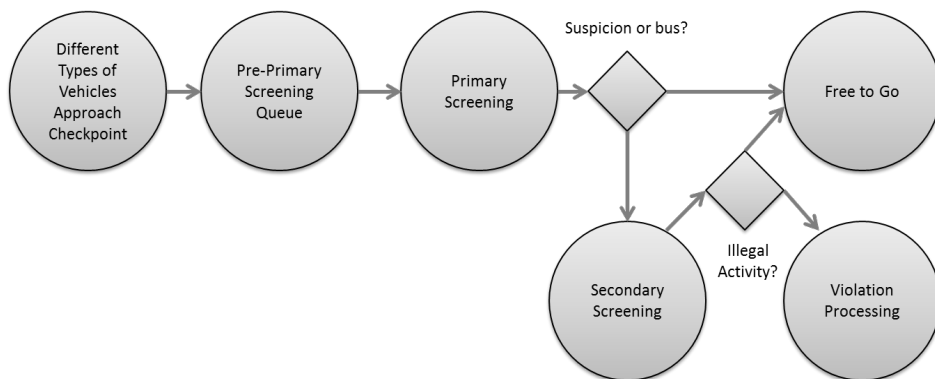 Different
Types of
Vehicles
Approach
Checkpoint
Pre-Primary
Screening
Queue
Primary
Screening
Suspicion or bus?
Free to Go
Secondary
Screening
Illegal
Activity?
Violation
Processing